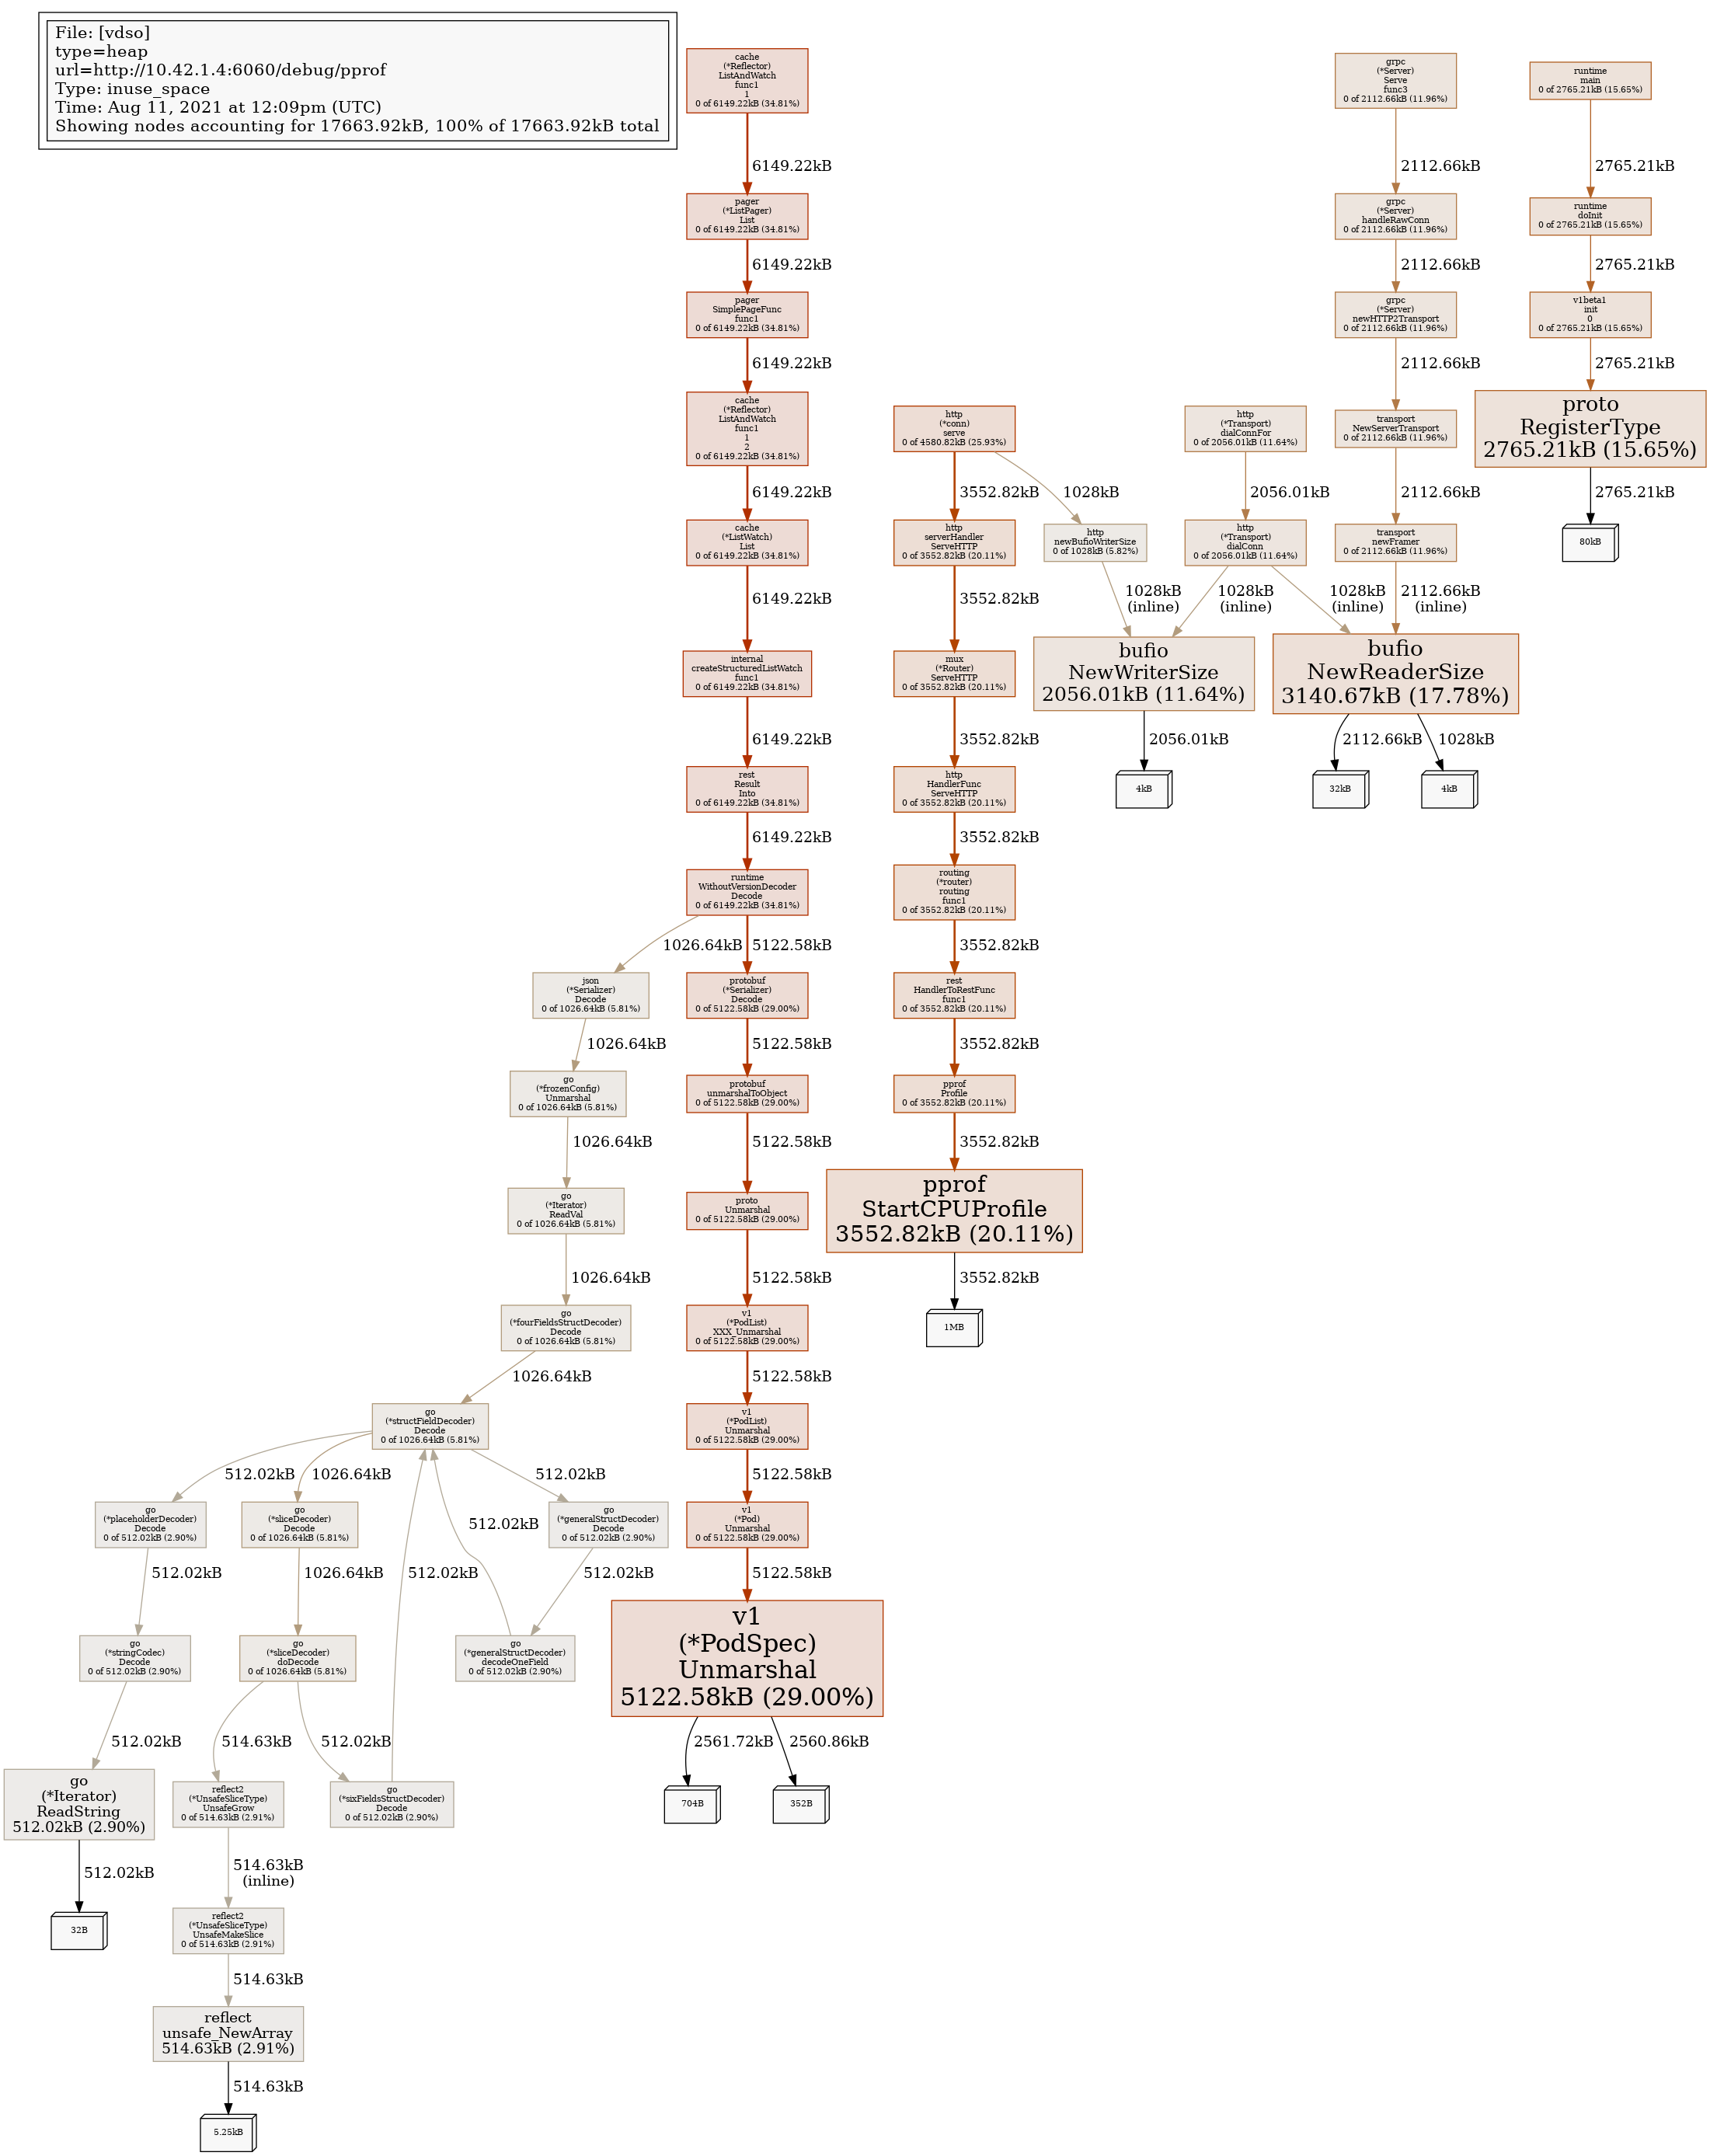 File: [vdso]
type=heap
url=http://10.42.1.4:6060/debug/pprof
Type: inuse_space
Time: Aug 11, 2021 at 12:09pm (UTC)
Showing nodes accounting for 17663.92kB, 100% of 17663.92kB total
cache
(*Reflector)
ListAndWatch
func1
1
0 of 6149.22kB (34.81%)
6149.22kB
pager
(*ListPager)
List
0 of 6149.22kB (34.81%)
6149.22kB
pager
SimplePageFunc
func1
0 of 6149.22kB (34.81%)
6149.22kB
cache
(*Reflector)
ListAndWatch
func1
1
2
0 of 6149.22kB (34.81%)
6149.22kB
cache
(*ListWatch)
List
0 of 6149.22kB (34.81%)
6149.22kB
internal
createStructuredListWatch
func1
0 of 6149.22kB (34.81%)
6149.22kB
rest
Result
Into
0 of 6149.22kB (34.81%)
6149.22kB
runtime
WithoutVersionDecoder
Decode
0 of 6149.22kB (34.81%)
1026.64kB
5122.58kB
json
(*Serializer)
Decode
0 of 1026.64kB (5.81%)
1026.64kB
go
(*frozenConfig)
Unmarshal
0 of 1026.64kB (5.81%)
1026.64kB
go
(*Iterator)
ReadVal
0 of 1026.64kB (5.81%)
1026.64kB
go
(*fourFieldsStructDecoder)
Decode
0 of 1026.64kB (5.81%)
1026.64kB
go
(*structFieldDecoder)
Decode
0 of 1026.64kB (5.81%)
512.02kB
1026.64kB
512.02kB
go
(*placeholderDecoder)
Decode
0 of 512.02kB (2.90%)
512.02kB
go
(*stringCodec)
Decode
0 of 512.02kB (2.90%)
512.02kB
go
(*Iterator)
ReadString
512.02kB (2.90%)
512.02kB
32B
go
(*sliceDecoder)
Decode
0 of 1026.64kB (5.81%)
1026.64kB
go
(*sliceDecoder)
doDecode
0 of 1026.64kB (5.81%)
514.63kB
512.02kB
reflect2
(*UnsafeSliceType)
UnsafeGrow
0 of 514.63kB (2.91%)
514.63kB
(inline)
reflect2
(*UnsafeSliceType)
UnsafeMakeSlice
0 of 514.63kB (2.91%)
514.63kB
reflect
unsafe_NewArray
514.63kB (2.91%)
514.63kB
5.25kB
go
(*sixFieldsStructDecoder)
Decode
0 of 512.02kB (2.90%)
512.02kB
go
(*generalStructDecoder)
Decode
0 of 512.02kB (2.90%)
512.02kB
go
(*generalStructDecoder)
decodeOneField
0 of 512.02kB (2.90%)
512.02kB
protobuf
(*Serializer)
Decode
0 of 5122.58kB (29.00%)
5122.58kB
protobuf
unmarshalToObject
0 of 5122.58kB (29.00%)
5122.58kB
proto
Unmarshal
0 of 5122.58kB (29.00%)
5122.58kB
v1
(*PodList)
XXX_Unmarshal
0 of 5122.58kB (29.00%)
5122.58kB
v1
(*PodList)
Unmarshal
0 of 5122.58kB (29.00%)
5122.58kB
v1
(*Pod)
Unmarshal
0 of 5122.58kB (29.00%)
5122.58kB
v1
(*PodSpec)
Unmarshal
5122.58kB (29.00%)
2561.72kB
2560.86kB
704B
352B
http
(*conn)
serve
0 of 4580.82kB (25.93%)
3552.82kB
1028kB
http
serverHandler
ServeHTTP
0 of 3552.82kB (20.11%)
3552.82kB
mux
(*Router)
ServeHTTP
0 of 3552.82kB (20.11%)
3552.82kB
http
HandlerFunc
ServeHTTP
0 of 3552.82kB (20.11%)
3552.82kB
routing
(*router)
routing
func1
0 of 3552.82kB (20.11%)
3552.82kB
rest
HandlerToRestFunc
func1
0 of 3552.82kB (20.11%)
3552.82kB
pprof
Profile
0 of 3552.82kB (20.11%)
3552.82kB
pprof
StartCPUProfile
3552.82kB (20.11%)
3552.82kB
1MB
http
newBufioWriterSize
0 of 1028kB (5.82%)
1028kB
(inline)
http
(*Transport)
dialConnFor
0 of 2056.01kB (11.64%)
2056.01kB
http
(*Transport)
dialConn
0 of 2056.01kB (11.64%)
1028kB
(inline)
1028kB
(inline)
bufio
NewWriterSize
2056.01kB (11.64%)
2056.01kB
4kB
grpc
(*Server)
Serve
func3
0 of 2112.66kB (11.96%)
2112.66kB
grpc
(*Server)
handleRawConn
0 of 2112.66kB (11.96%)
2112.66kB
grpc
(*Server)
newHTTP2Transport
0 of 2112.66kB (11.96%)
2112.66kB
transport
NewServerTransport
0 of 2112.66kB (11.96%)
2112.66kB
transport
newFramer
0 of 2112.66kB (11.96%)
2112.66kB
(inline)
bufio
NewReaderSize
3140.67kB (17.78%)
2112.66kB
1028kB
32kB
4kB
runtime
main
0 of 2765.21kB (15.65%)
2765.21kB
runtime
doInit
0 of 2765.21kB (15.65%)
2765.21kB
v1beta1
init
0
0 of 2765.21kB (15.65%)
2765.21kB
proto
RegisterType
2765.21kB (15.65%)
2765.21kB
80kB